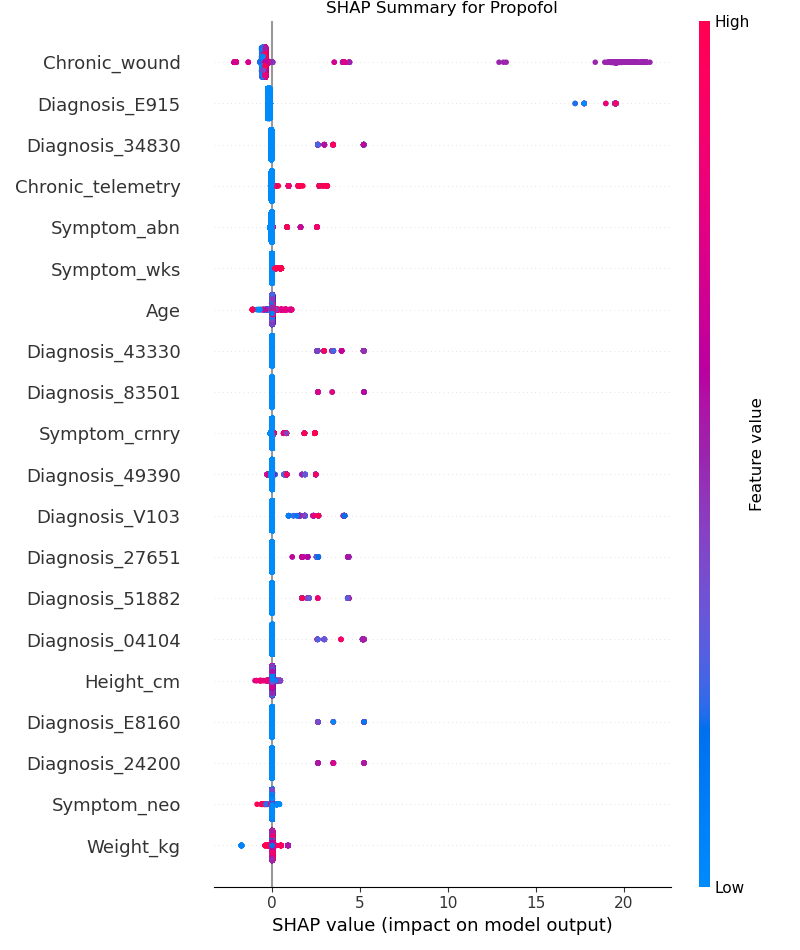 SHAP Summary for Propofol
High
Chronic_wound
Diagnosis_E915
Diagnosis_34830
Chronic_telemetry
Symptom_abn
Symptom_wks
Age
Diagnosis_43330
Diagnosis_83501
Symptom_crnry
Diagnosis_49390
Diagnosis_V103
Diagnosis_27651
Diagnosis_51882
Diagnosis_04104
Height_cm
Diagnosis_E8160
Diagnosis_24200
Symptom_neo
Weight_kg
Feature value
Low
0 5 10 15 20
SHAP value (impact on model output)